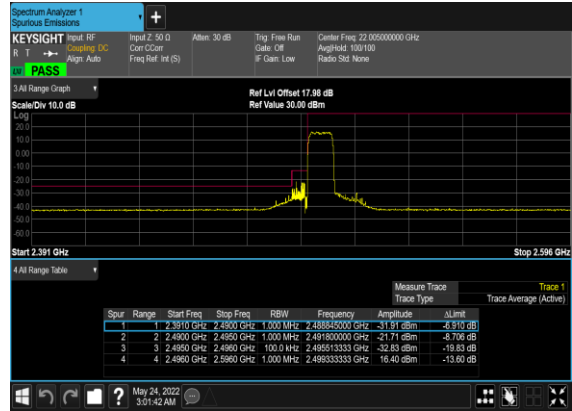 Spectrum Analyzer 1
Spurious Emissions
KEYSIGHT Input: RF Input Z: 50 Ω Atten: 30 dB Trig: Free Run Center Freq: 22.005000000 GHz
R T Coupling: DC Corr CCorr Gate: Off Avg|Hold: 100/100
Align: Auto Freq Ref: Int (S) IF Gain: Low Radio Std: None
LW PASS
3 All Range Graph
Ref Lvl Offset 17.98 dB
Scale/Div 10.0 dB Ref Value 30.00 dBm
Log
20.0
10.0
0.00
-10.0
-20.0
-30.0
-40.0
-50.0
-60.0
Start 2.391 GHz Stop 2.596 GHz
4 All Range Table
Measure Trace Trace 1
Trace Type Trace Average (Active)
Spur Range Start Freq Stop Freq RBW Frequency Amplitude ΔLimit
1 1 2.3910 GHz 2.4900 GHz 1.000 MHz 2.488845000 GHz -31.91 dBm -6.910 dB
2 2 2.4900 GHz 2.4950 GHz 1.000 MHz 2.491800000 GHz -21.71 dBm -8.706 dB
3 3 2.4950 GHz 2.4960 GHz 100.0 kHz 2.495513333 GHz -32.83 dBm -19.83 dB
4 4 2.4960 GHz 2.5960 GHz 1.000 MHz 2.499333333 GHz 16.40 dBm -13.60 dB
? May 24, 2022
3:01:42 AM